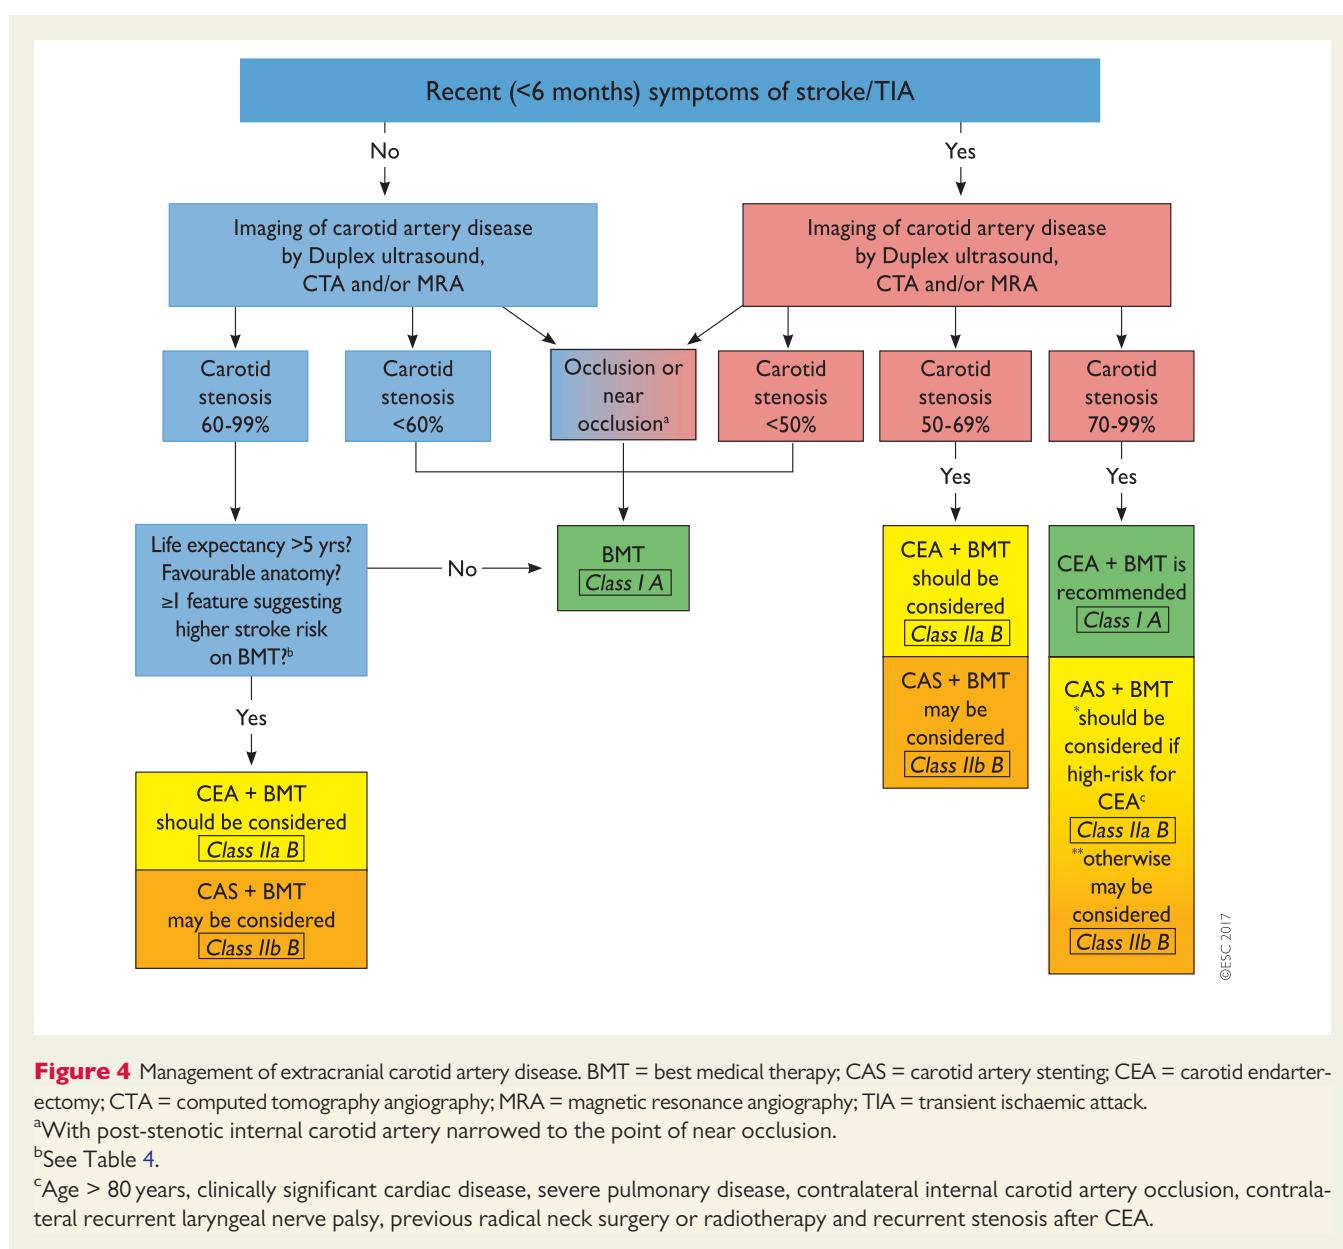 Recent (<6 months) symptoms of stroke/TIA
No
Yes
Imaging of carotid artery disease
by Duplex ultrasound,
CTA and/or MRA
Imaging of carotid artery disease
by Duplex ultrasound,
CTA and/or MRA
Carotid
stenosis
60-99%
Carotid
stenosis
<60%
Occlusion or
near
occlusionᵃ
Carotid
stenosis
<50%
Carotid
stenosis
50-69%
Carotid
stenosis
70-99%
Yes
Yes
Life expectancy >5 yrs?
Favourable anatomy?
≥1 feature suggesting
higher stroke risk
on BMT?ᵇ
No
BMT
Class I A
CEA + BMT
should be
considered
Class IIa B
CAS + BMT
may be
considered
Class IIb B
CEA + BMT is
recommended
Class I A
CAS + BMT
*should be
considered if
high-risk for
CEAᶜ
Class IIa B
**otherwise
may be
considered
Class IIb B
Yes
CEA + BMT
should be considered
Class IIa B
CAS + BMT
may be considered
Class IIb B
©ESC 2017
Figure 4 Management of extracranial carotid artery disease. BMT = best medical therapy; CAS = carotid artery stenting; CEA = carotid endarter-
ectomy; CTA = computed tomography angiography; MRA = magnetic resonance angiography; TIA = transient ischaemic attack.
ᵃWith post-stenotic internal carotid artery narrowed to the point of near occlusion.
ᵇSee Table 4.
ᶜAge > 80 years, clinically significant cardiac disease, severe pulmonary disease, contralateral internal carotid artery occlusion, contrala-
teral recurrent laryngeal nerve palsy, previous radical neck surgery or radiotherapy and recurrent stenosis after CEA.